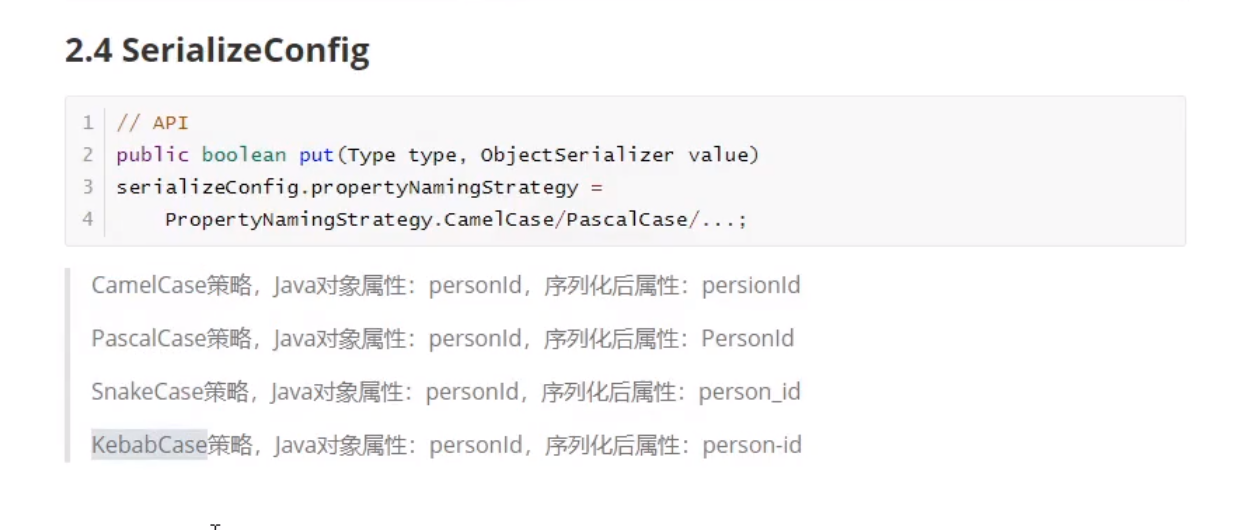 2.4 SerializeConfig
1 // API
2 public boolean put(Type type, ObjectSerializer value)
3 serializeConfig.propertyNamingStrategy =
4 PropertyNamingStrategy.CamelCase/PascalCase/...;
CamelCase策略，Java对象属性：personId，序列化后属性：persionId
PascalCase策略，Java对象属性：personId，序列化后属性：PersonId
SnakeCase策略，Java对象属性：personId，序列化后属性：person_id
KebabCase策略，Java对象属性：personId，序列化后属性：person-id